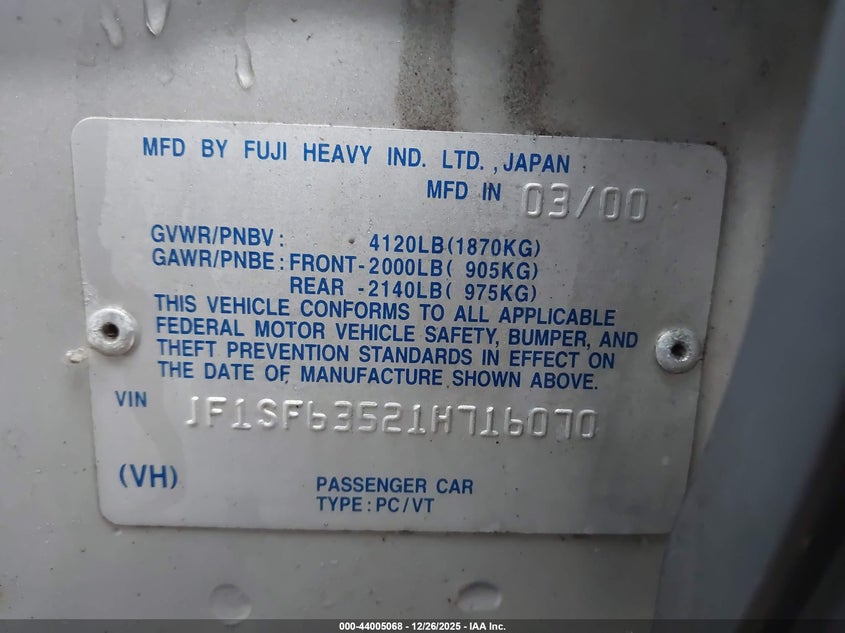 MFD BY FUJI HEAVY IND. LTD., JAPAN
MFD IN 03/00
GVWR/PNBV: 4120LB(1870KG)
GAWR/PNBE: FRONT-2000LB( 905KG)
REAR -2140LB( 975KG)
THIS VEHICLE CONFORMS TO ALL APPLICABLE
FEDERAL MOTOR VEHICLE SAFETY, BUMPER, AND
THEFT PREVENTION STANDARDS IN EFFECT ON
THE DATE OF MANUFACTURE SHOWN ABOVE.
VIN JF1SF63521H716070
(VH)
PASSENGER CAR
TYPE: PC/VT
000-44005068 - 12/26/2025 - IAA Inc.